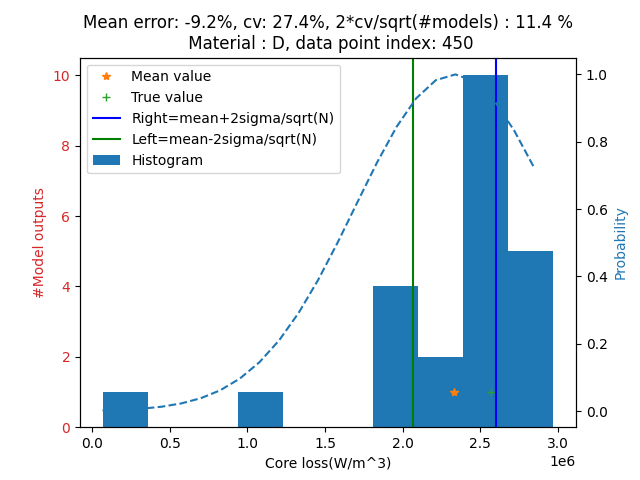 Mean error: -9.2%, cv: 27.4%, 2*cv/sqrt(#models) : 11.4 %
Material : D, data point index: 450
Mean value
True value
Right=mean+2sigma/sqrt(N)
Left=mean-2sigma/sqrt(N)
Histogram
#Model outputs
10
8
6
4
2
0
Probability
1.0
0.8
0.6
0.4
0.2
0.0
0.0 0.5 1.0 1.5 2.0 2.5 3.0
1e6
Core loss(W/m^3)